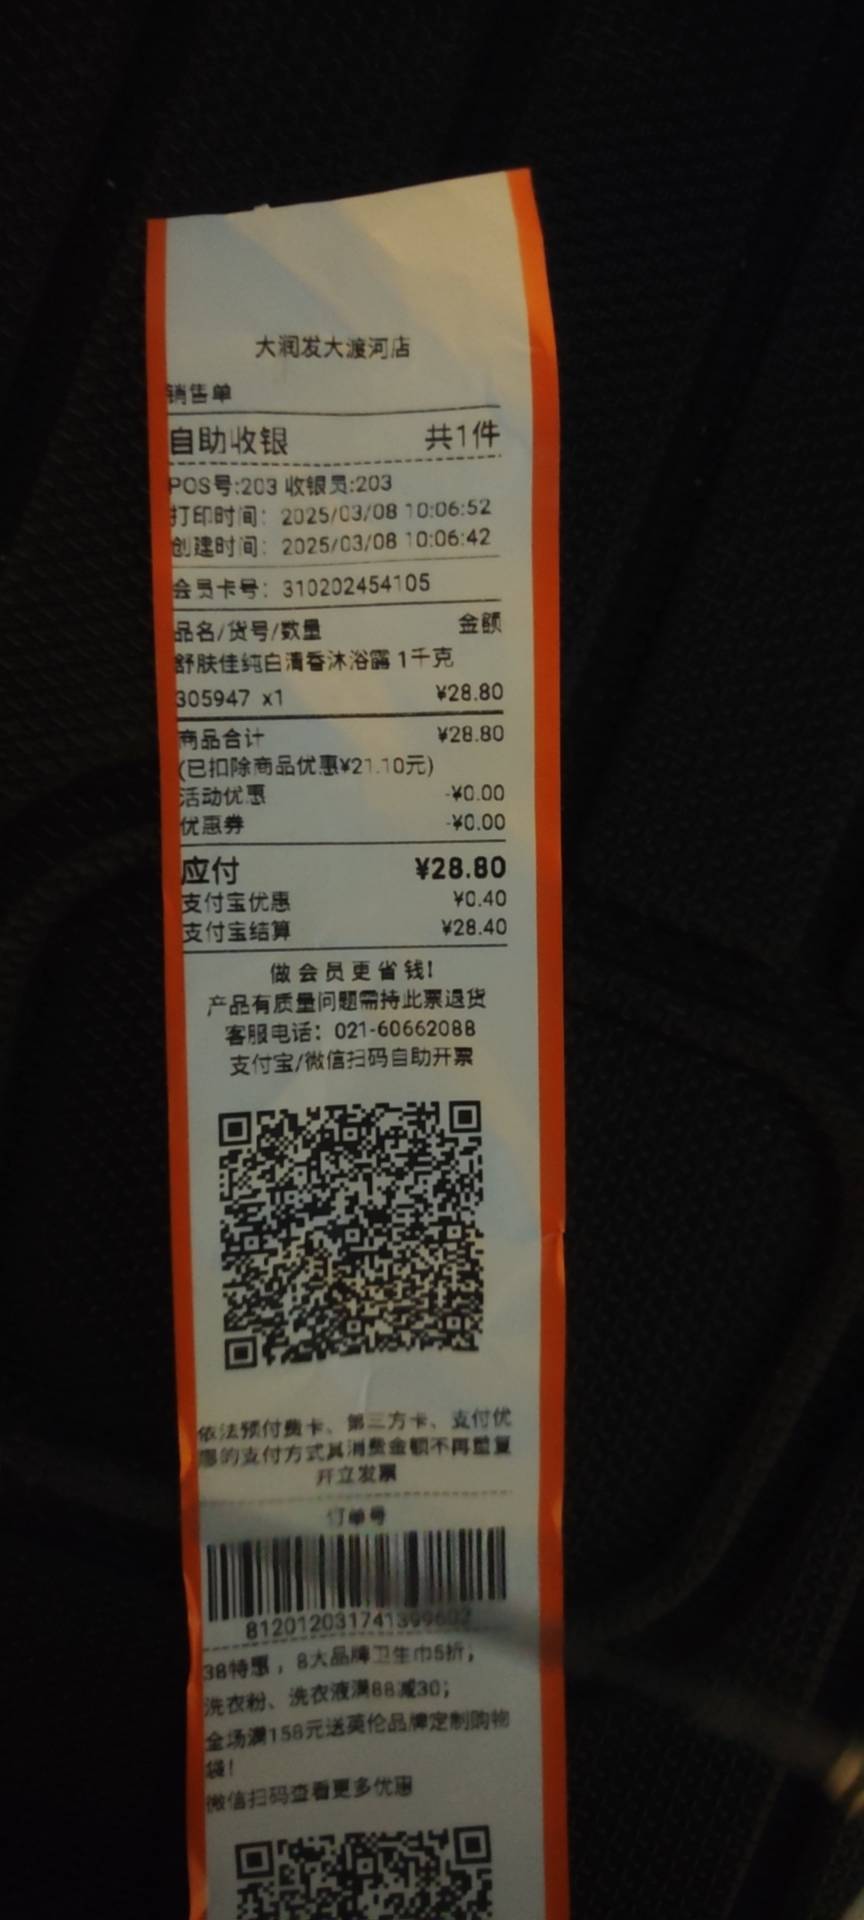 大润发大渡河店
销售单
自助收银 共1件
POS号:203 收银员:203
打印时间: 2025/03/08 10:06:52
创建时间: 2025/03/08 10:06:42
会员卡号: 310202454105
品名/货号/数量 金额
舒肤佳纯白清香沐浴露 1千克
305947 x1 ¥28.80
商品合计 ¥28.80
(已扣除商品优惠¥21.10元)
活动优惠 -¥0.00
优惠券 -¥0.00
应付 ¥28.80
支付宝优惠 ¥0.40
支付宝结算 ¥28.40
做会员更省钱!
产品有质量问题需持此票退货
客服电话: 021-60662088
支付宝/微信扫码自助开票
依法预付费卡、第三方卡、支付优
惠的支付方式其消费金额不再重复
开立发票
订单号
38特惠，8大品牌卫生巾5折;
洗衣粉、洗衣液满88减30;
全场满158元送英伦品牌定制购物
袋!
微信扫码查看更多优惠